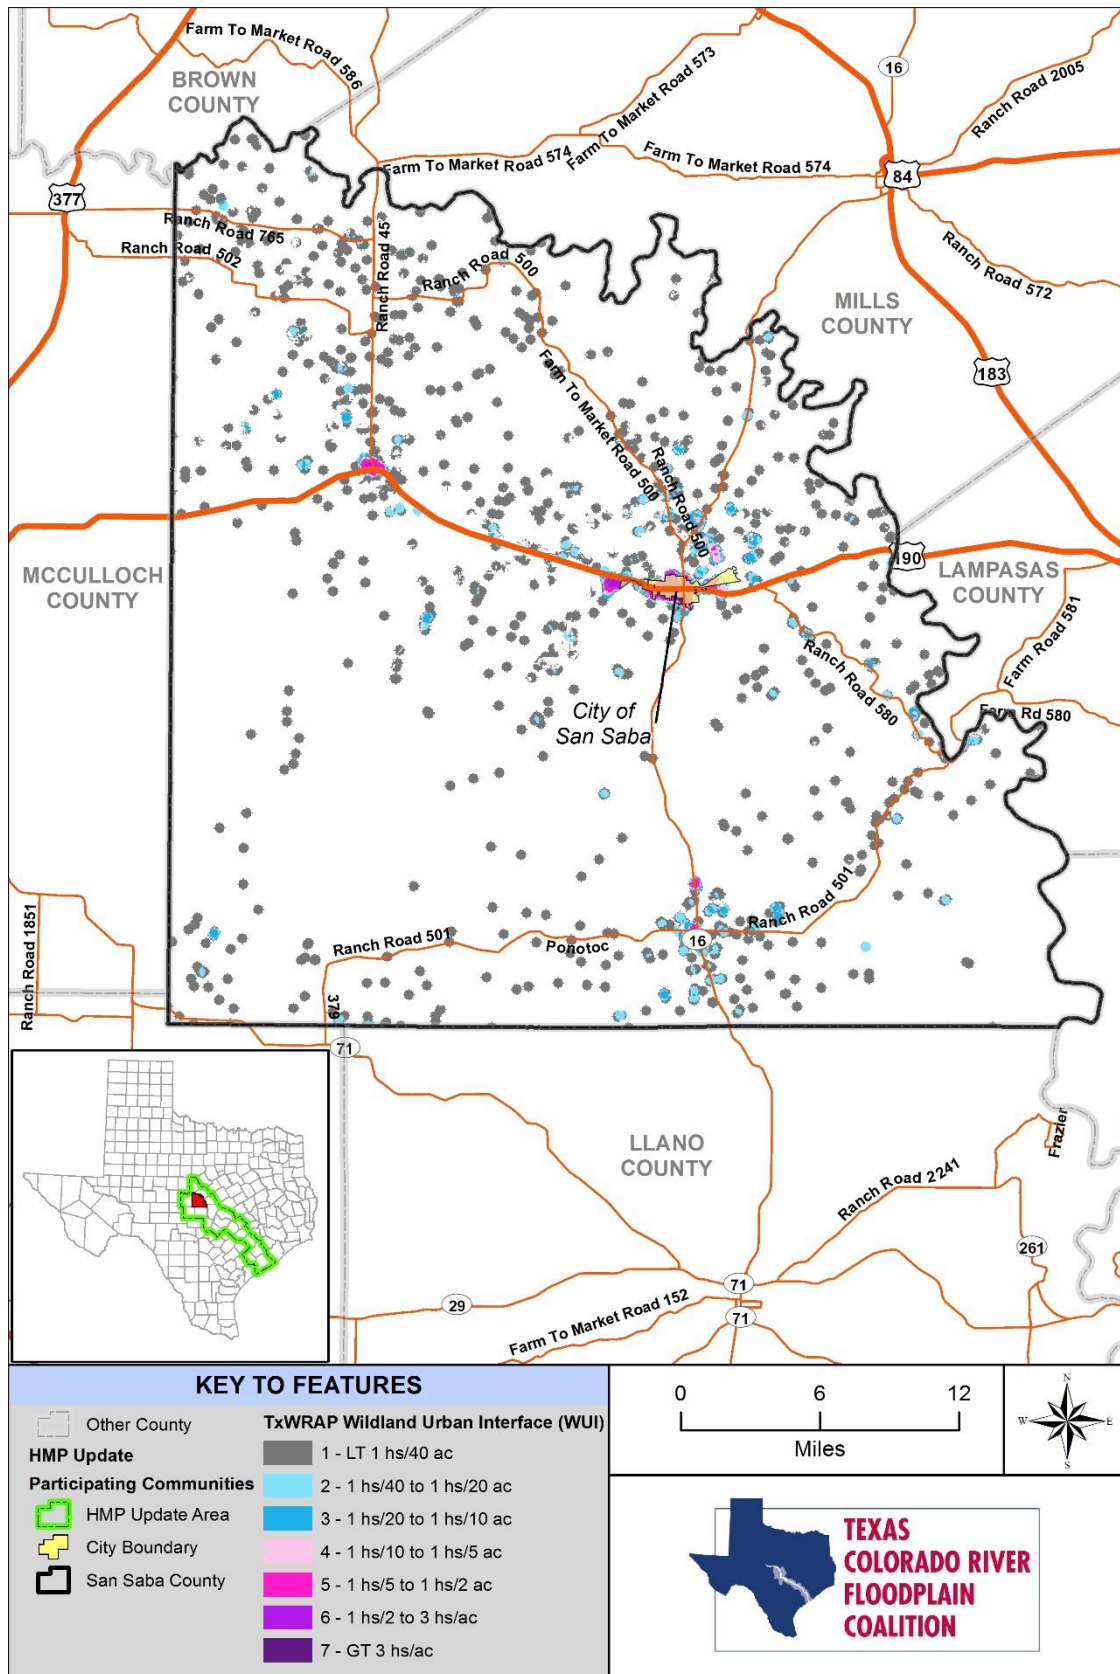 Farm To Market Road 586
BROWN
COUNTY
Farm To Market Road 573
16
Ranch Road 2005
Farm To Market Road 574
Farm To Market Road 574
84
377
Ranch Road 765
Ranch Road 502
Ranch Road 45
Ranch Road 500
Ranch Road 572
MILLS
COUNTY
183
Farm To Market Road 500
Ranch Road 500
190
MCCULLOCH
COUNTY
LAMPASAS
COUNTY
Farm Road 581
Ranch Road 580
Farm Rd 580
City of
San Saba
Ranch Road 1851
Ranch Road 501
Ponotoc
16
Ranch Road 501
379
71
LLANO
COUNTY
Frazier
Ranch Road 2241
261
29
71
Farm To Market Road 152
71
KEY TO FEATURES
Other County
HMP Update
Participating Communities
HMP Update Area
City Boundary
San Saba County
TxWRAP Wildland Urban Interface (WUI)
1 - LT 1 hs/40 ac
2 - 1 hs/40 to 1 hs/20 ac
3 - 1 hs/20 to 1 hs/10 ac
4 - 1 hs/10 to 1 hs/5 ac
5 - 1 hs/5 to 1 hs/2 ac
6 - 1 hs/2 to 3 hs/ac
7 - GT 3 hs/ac
0 6 12
Miles
N
W E
S
TEXAS
COLORADO RIVER
FLOODPLAIN
COALITION